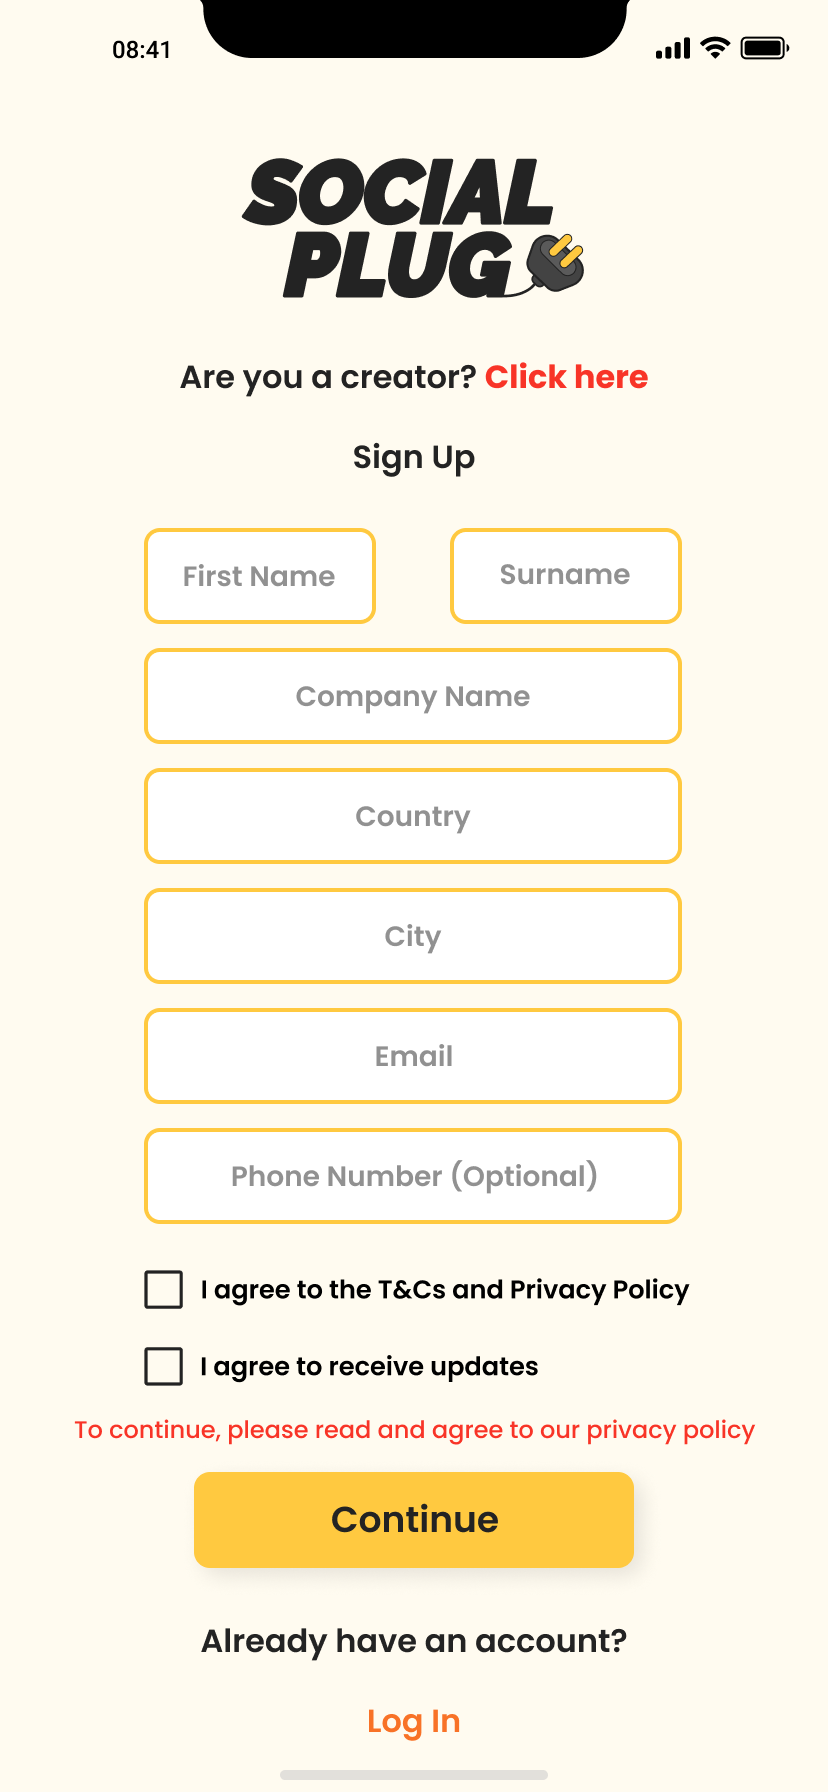 08:41
SOCIAL
PLUG
Are you a creator? Click here
Sign Up
First Name
Surname
Company Name
Country
City
Email
Phone Number (Optional)
I agree to the T&Cs and Privacy Policy
I agree to receive updates
To continue, please read and agree to our privacy policy
Continue
Already have an account?
Log In